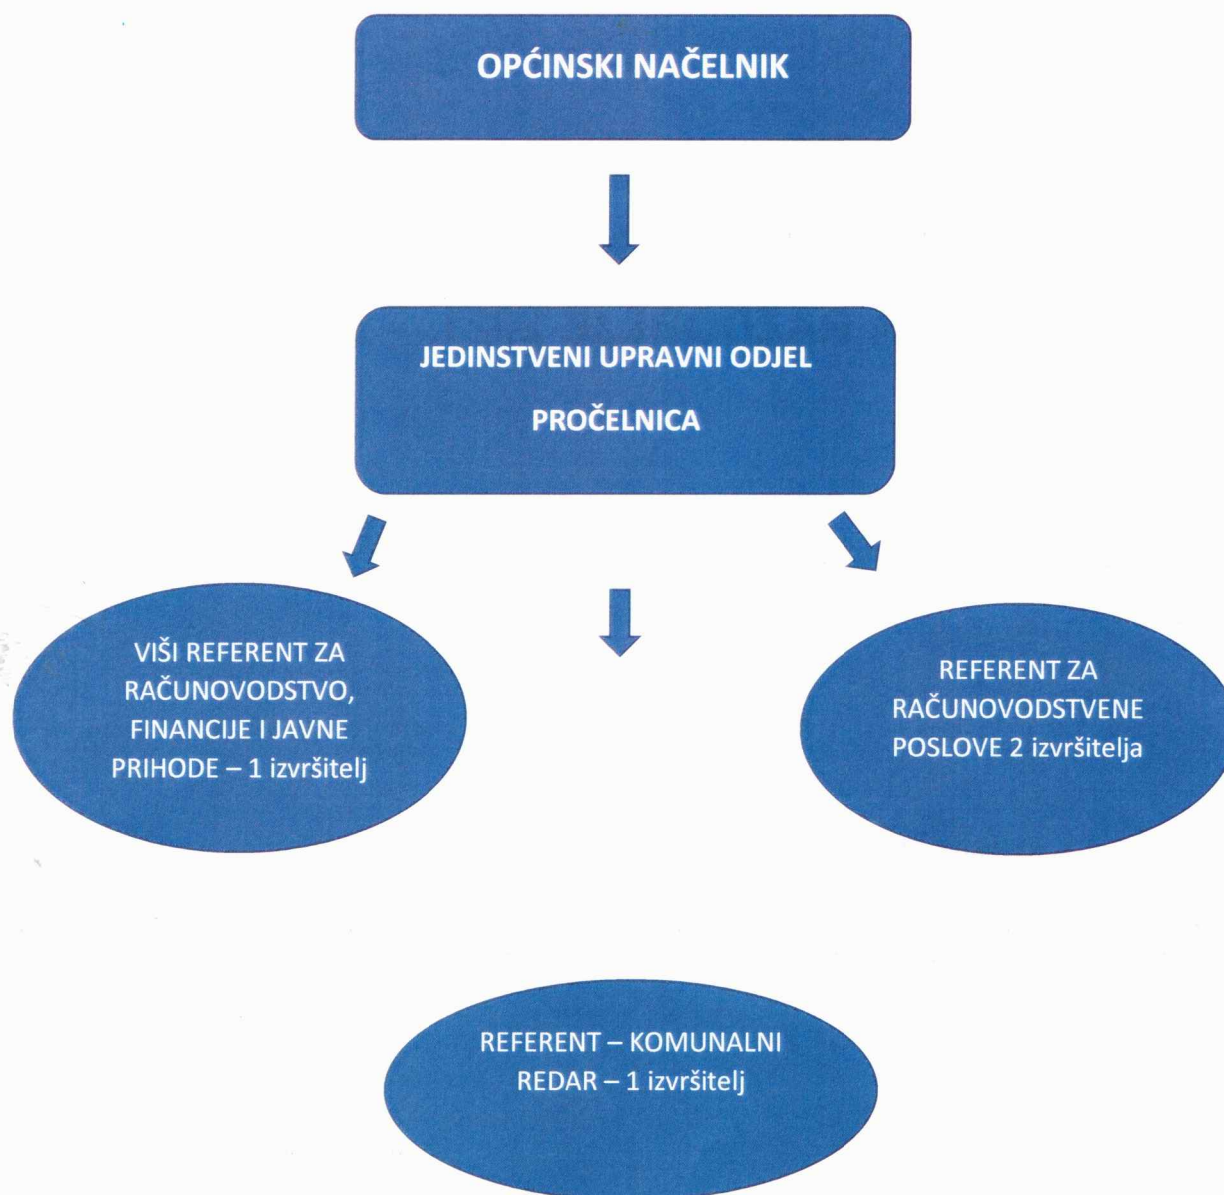 OPĆINSKI NAČELNIK
JEDINSTVENI UPRAVNI ODJEL
PROČELNICA
VIŠI REFERENT ZA
RAČUNOVODSTVO,
FINANCIJE I JAVNE
PRIHODE – 1 izvršitelj
REFERENT ZA
RAČUNOVODSTVENE
POSLOVE 2 izvršitelja
REFERENT – KOMUNALNI
REDAR – 1 izvršitelj